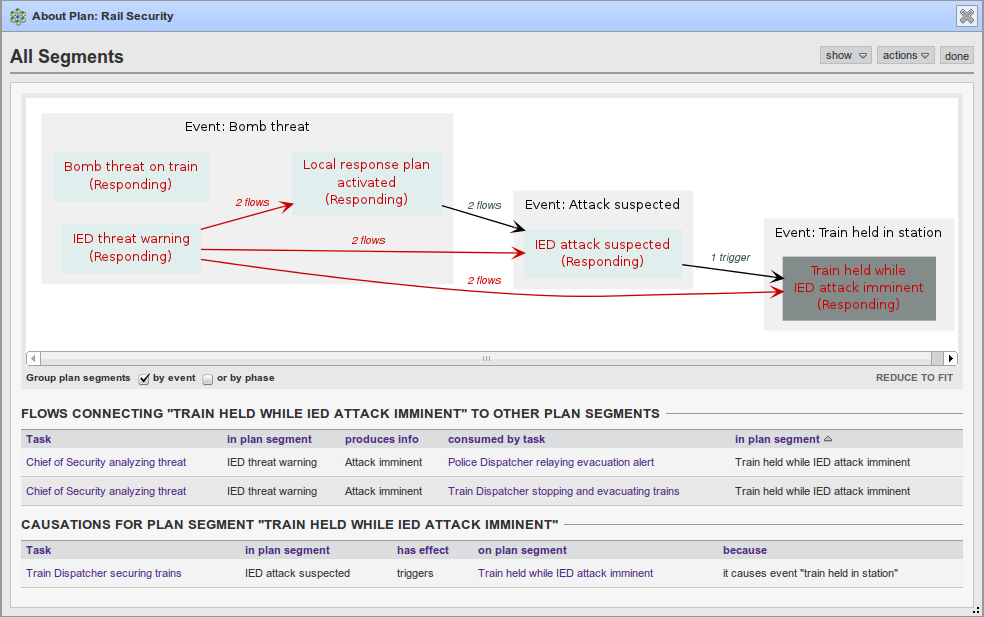 About Plan: Rail Security
All Segments
show
actions
done
Event: Bomb threat
Bomb threat on train
(Responding)
Local response plan
activated
(Responding)
2 flows
IED threat warning
(Responding)
2 flows
2 flows
2 flows
Event: Attack suspected
IED attack suspected
(Responding)
1 trigger
Event: Train held in station
Train held while
IED attack imminent
(Responding)
Group plan segments by event or by phase
REDUCE TO FIT
FLOWS CONNECTING "TRAIN HELD WHILE IED ATTACK IMMINENT" TO OTHER PLAN SEGMENTS
Task in plan segment produces info consumed by task in plan segment
Chief of Security analyzing threat IED threat warning Attack imminent Police Dispatcher relaying evacuation alert Train held while IED attack imminent
Chief of Security analyzing threat IED threat warning Attack imminent Train Dispatcher stopping and evacuating trains Train held while IED attack imminent
CAUSATIONS FOR PLAN SEGMENT "TRAIN HELD WHILE IED ATTACK IMMINENT"
Task in plan segment has effect on plan segment because
Train Dispatcher securing trains IED attack suspected triggers Train held while IED attack imminent it causes event "train held in station"